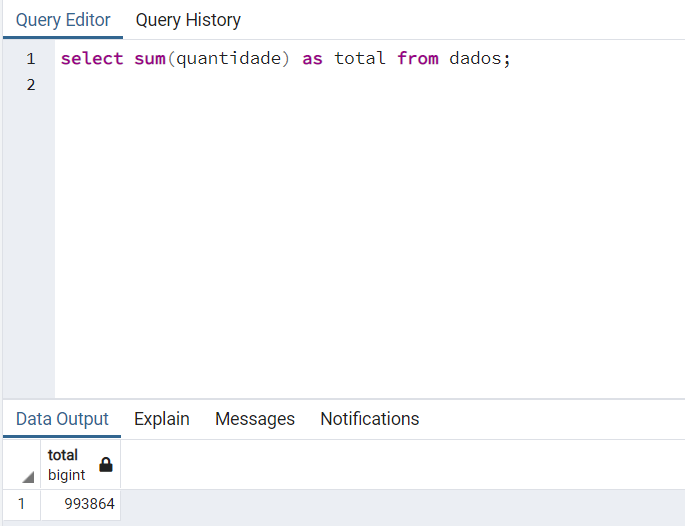 Query Editor Query History
1 select sum(quantidade) as total from dados;
2
Data Output Explain Messages Notifications
total
bigint
1 993864